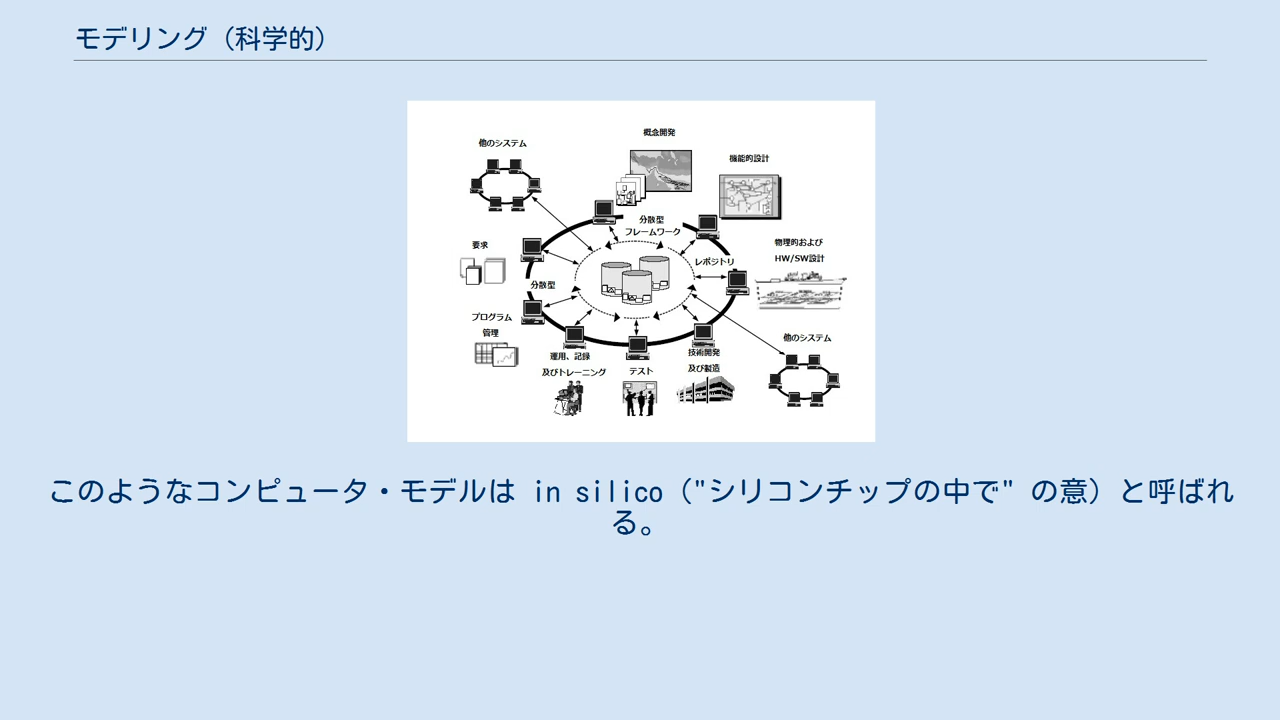 モデリング（科学的）
概念開発
他のシステム
機能的設計
分散型
フレームワーク
要求
物理的および
HW/SW設計
レポジトリ
分散型
プログラム
管理
他のシステム
運用、記録
及びトレーニング
テスト
技術開発
及び製造
このようなコンピュータ・モデルは in silico（"シリコンチップの中で" の意）と呼ばれ
る。